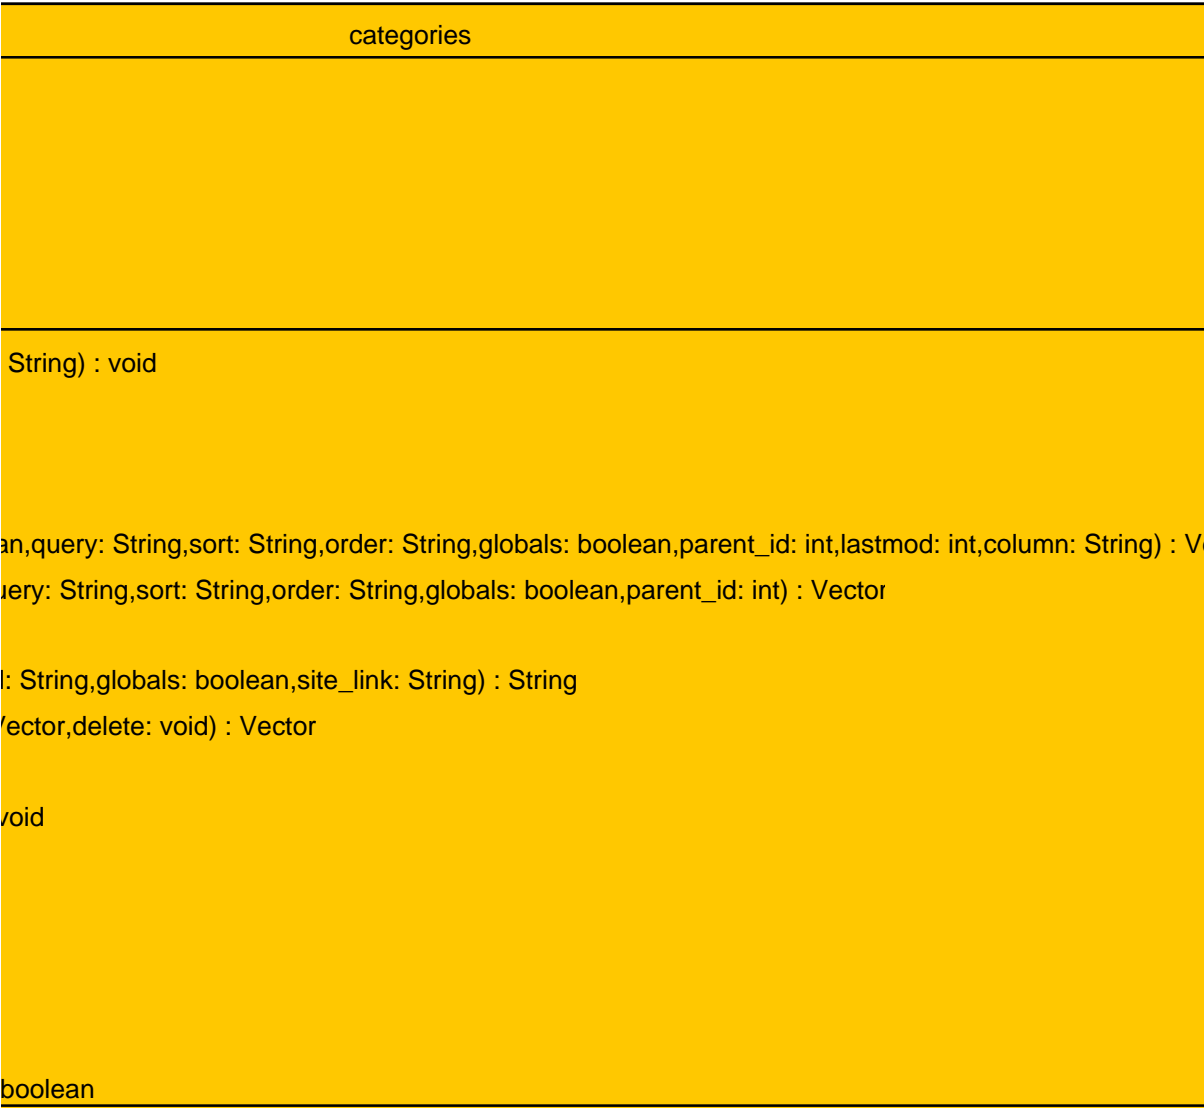 categories
String) : void
an,query: String,sort: String,order: String,globals: boolean,parent_id: int,lastmod: int,column: String) : V
ery: String,sort: String,order: String,globals: boolean,parent_id: int) : Vector
: String,globals: boolean,site_link: String) : String
ector,delete: void) : Vector
void
boolean